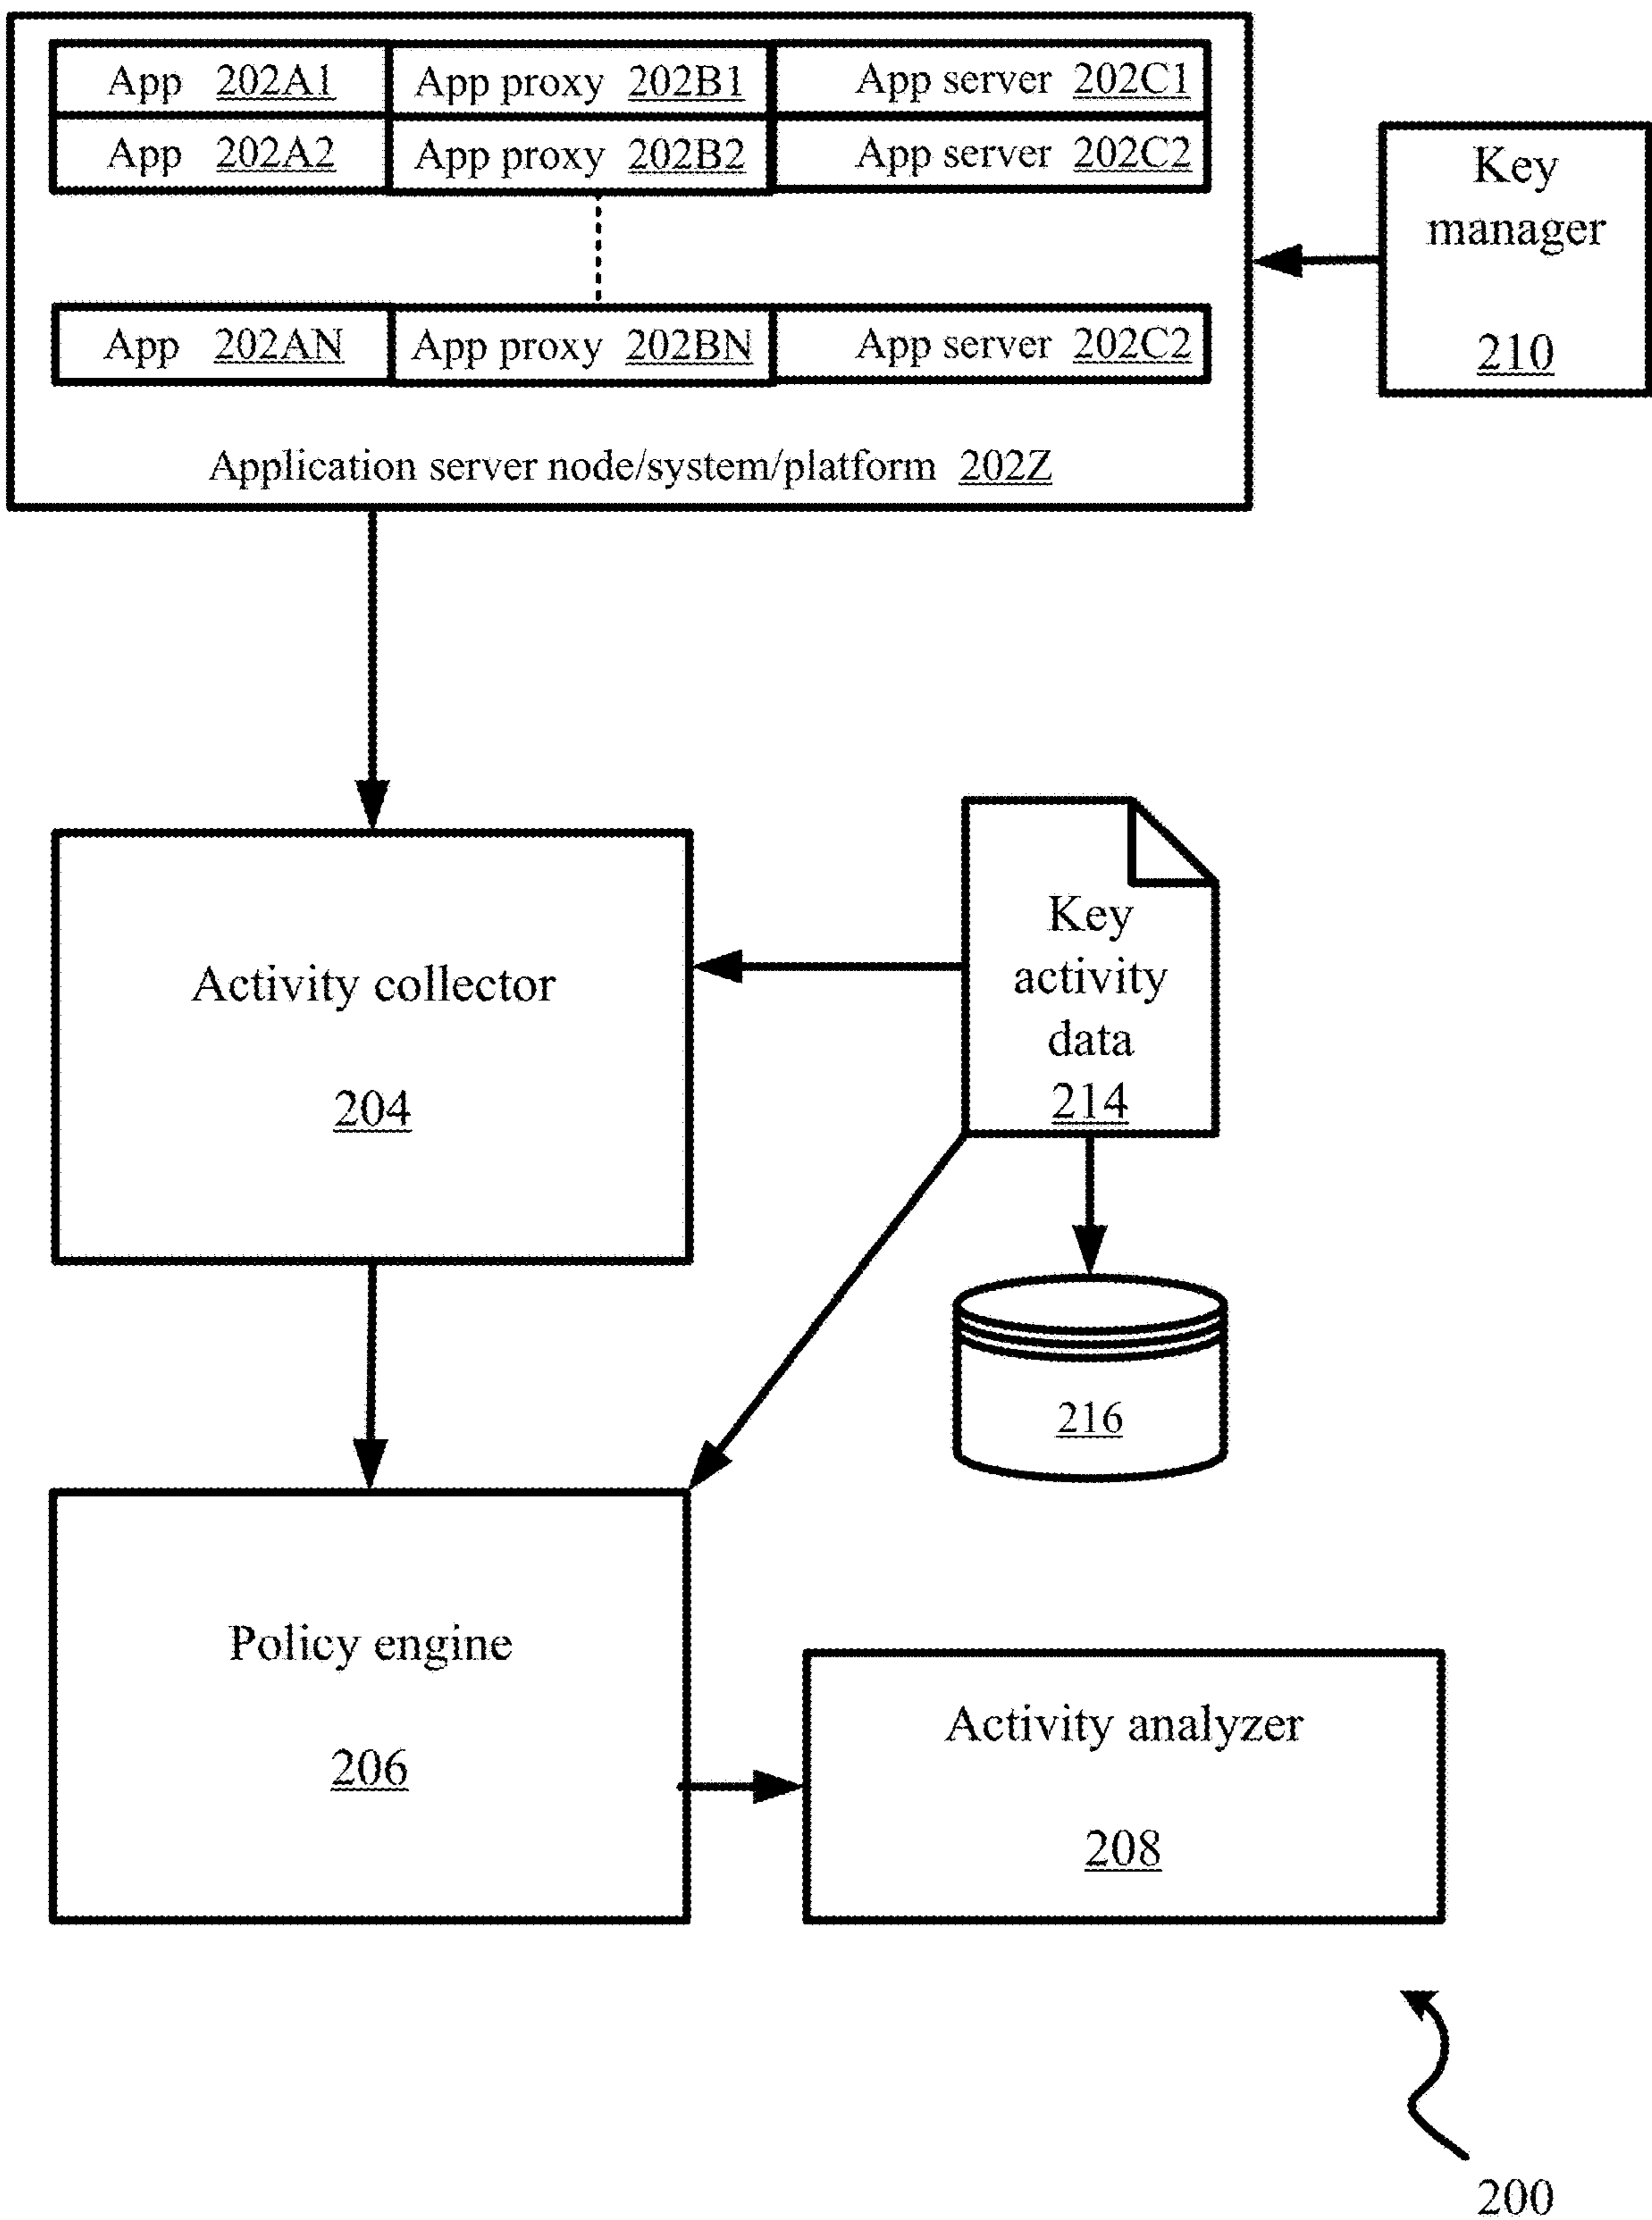 App 202A1 App proxy 202B1 App server 202C1
App 202A2 App proxy 202B2 App server 202C2
App 202AN App proxy 202BN App server 202C2
Application server node/system/platform 202Z
Key
manager
210
Activity collector
204
Key
activity
data
214
216
Policy engine
206
Activity analyzer
208
200